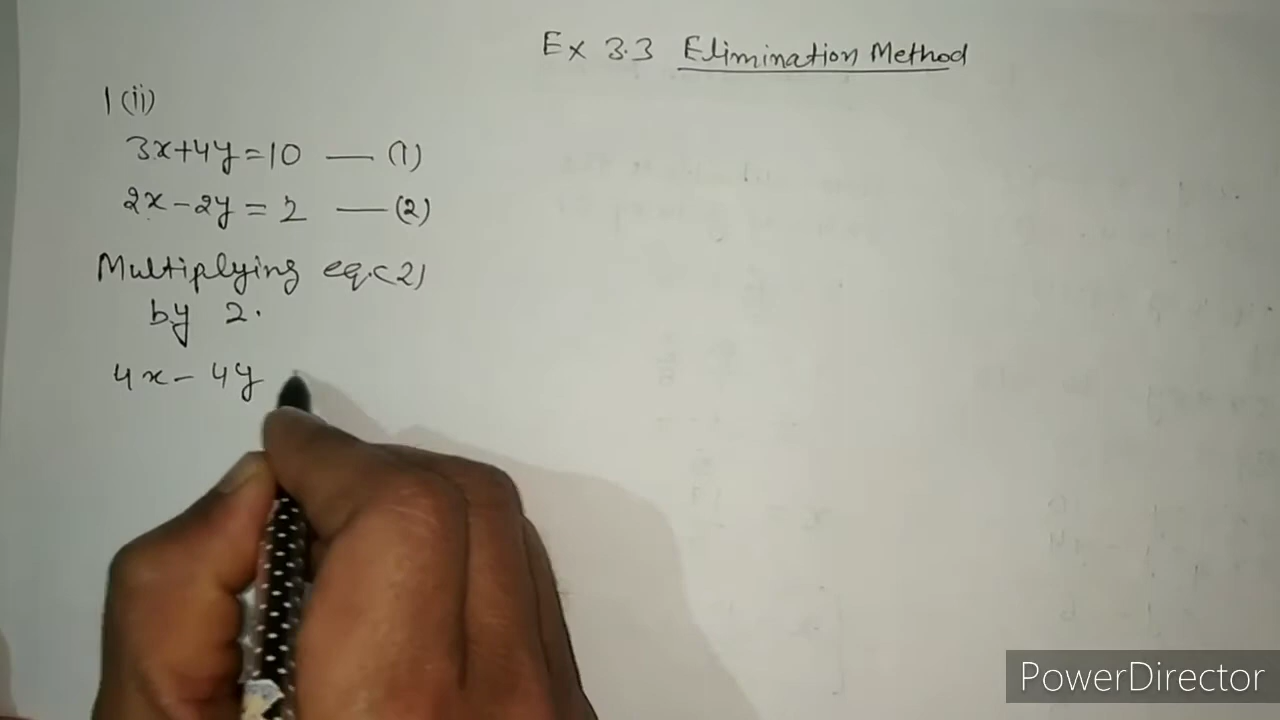 Ex 3.3 Elimination Method
1 (ii)
3x+4y=10 — (1)
2x-2y=2 — (2)
Multiplying eq.(2)
by 2.
4x-4y
PowerDirector